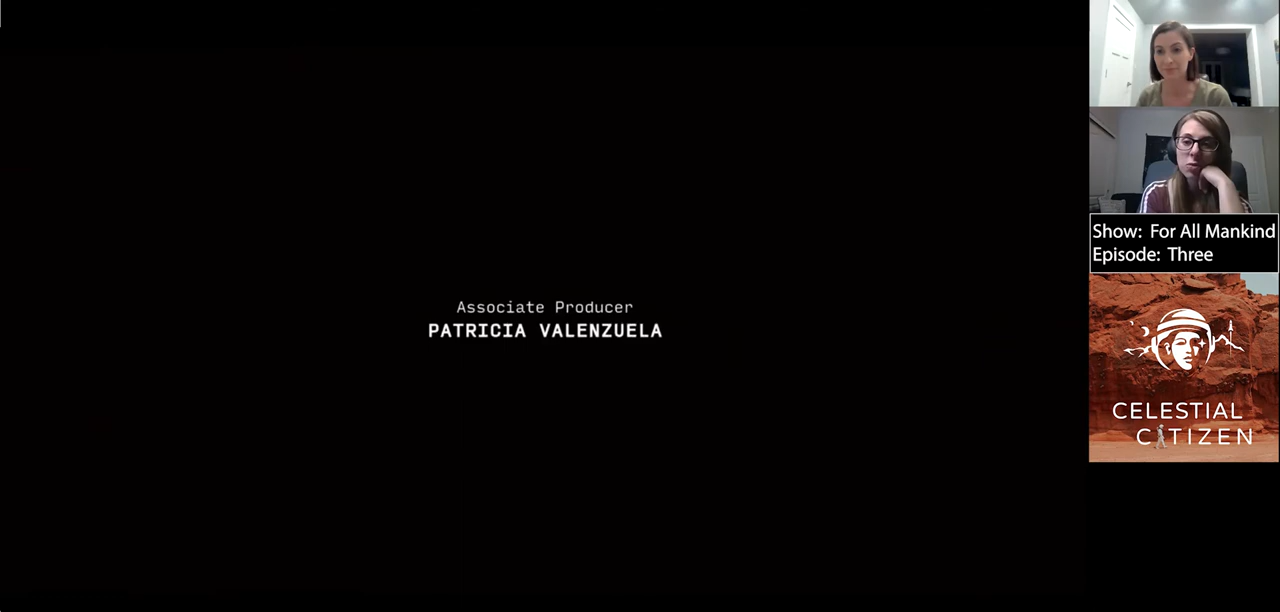 Associate Producer
PATRICIA VALENZUELA
Show: For All Mankind
Episode: Three
CELESTIAL
CITIZEN